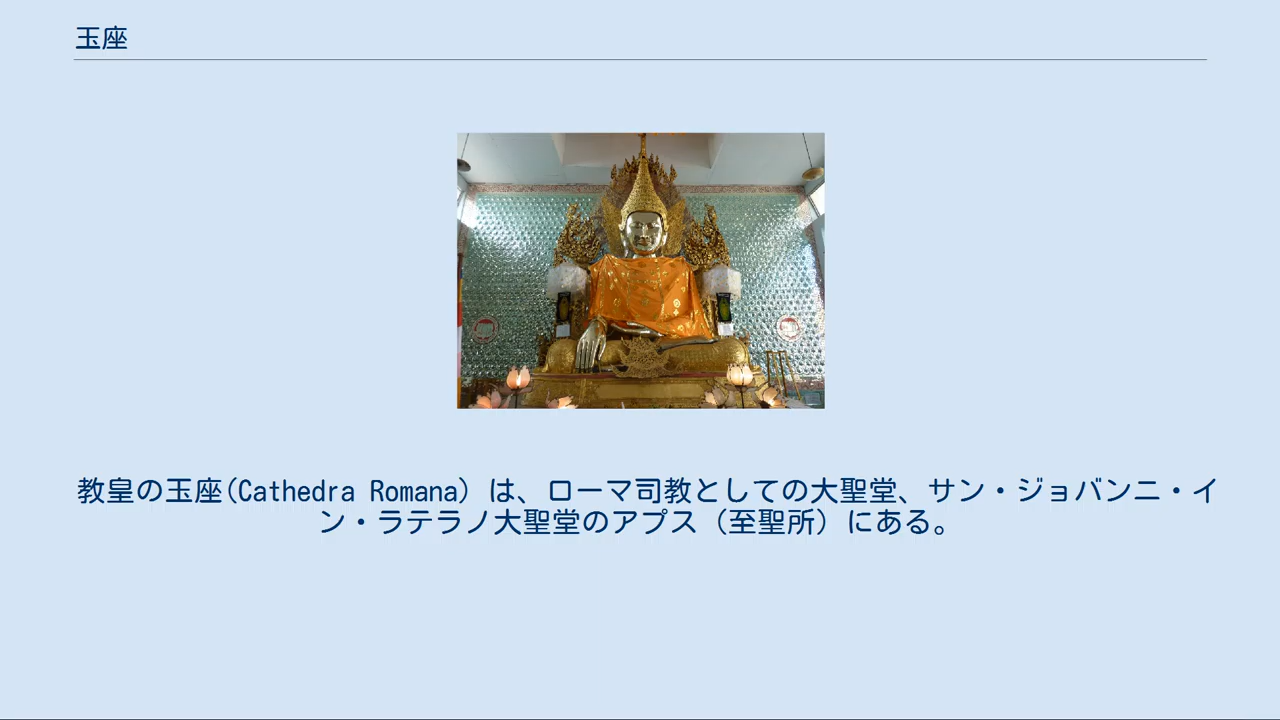 玉座
教皇の玉座(Cathedra Romana) は、ローマ司教としての大聖堂、サン・ジョバンニ・イ
ン・ラテラノ大聖堂のアプス（至聖所）にある。